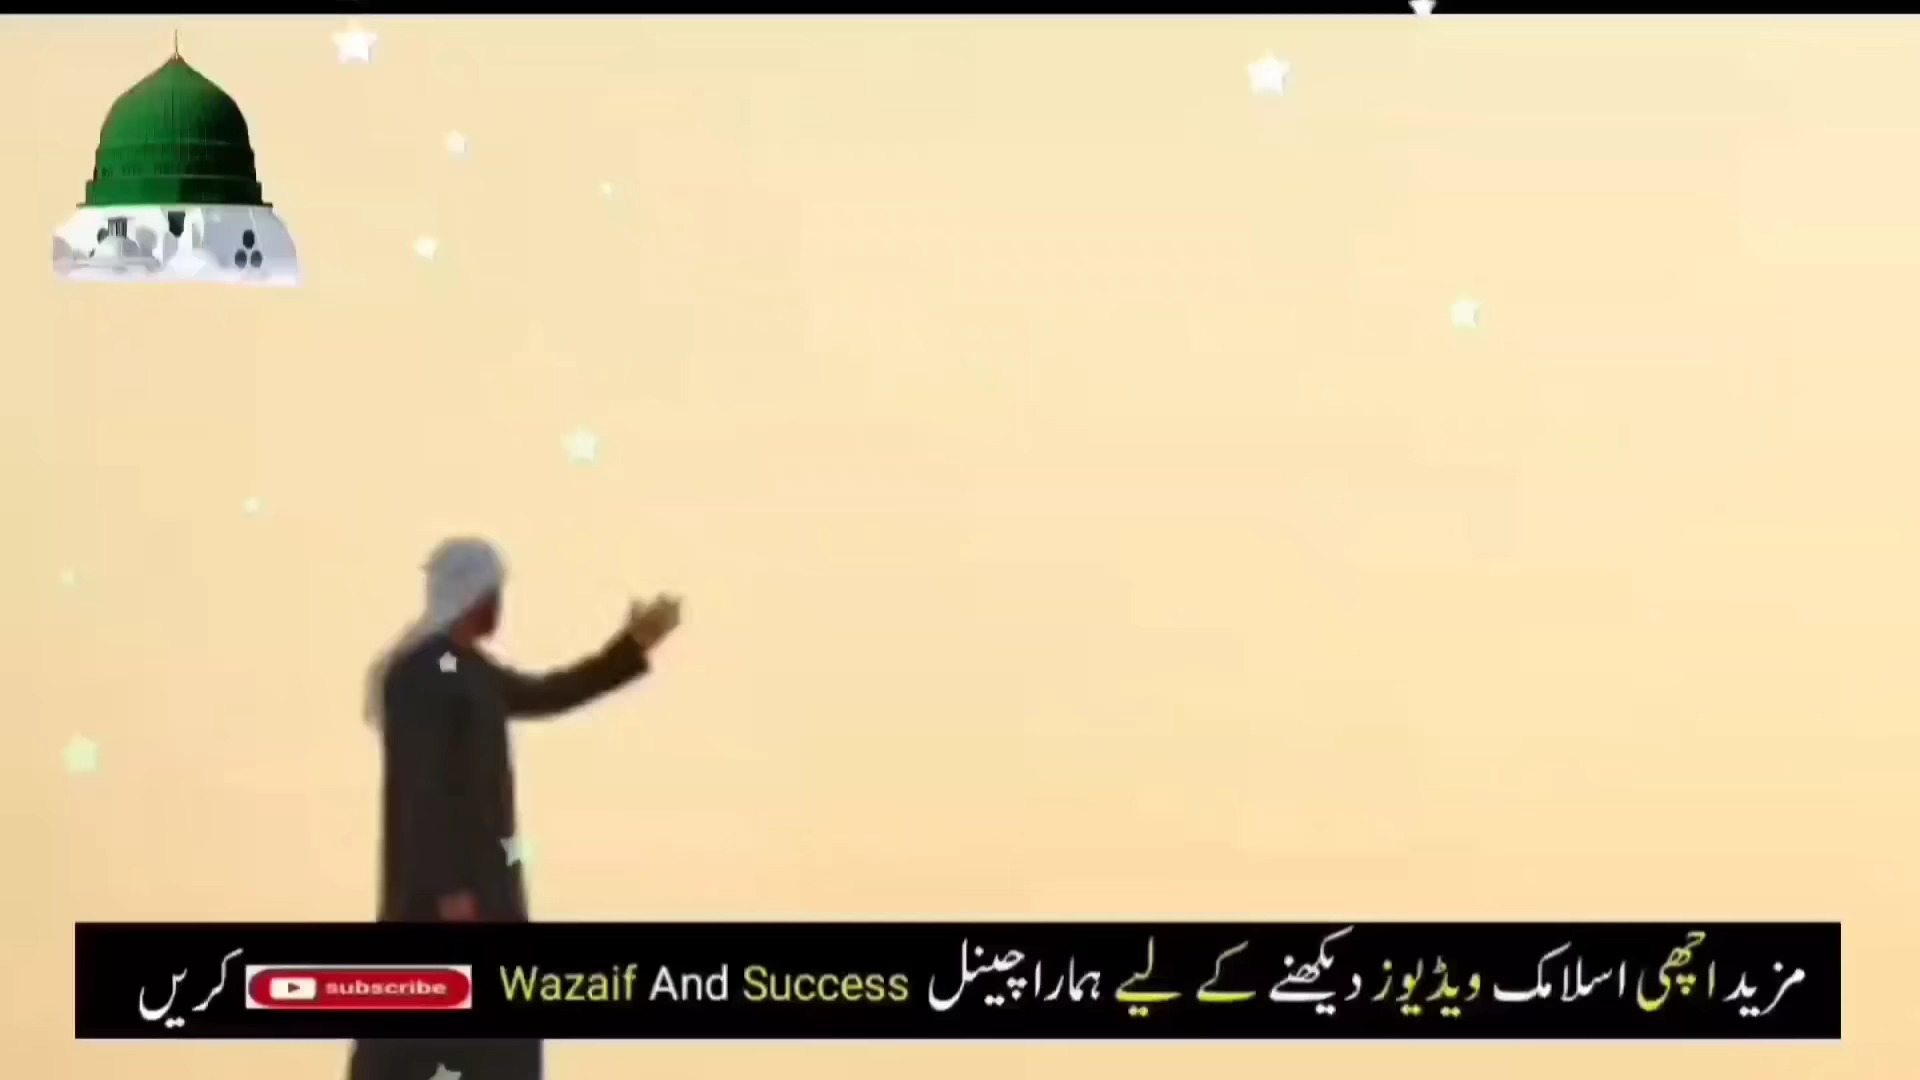 مزید اچھی اسلامک ویڈیوز دیکھنے کے لیے ہمارا چینل Wazaif And Success subscribe کریں